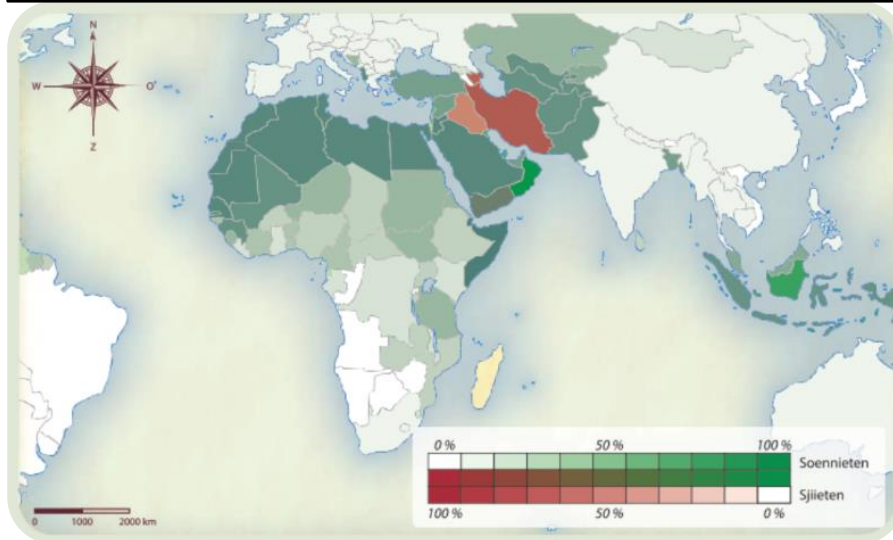 N
W
O
Z
0 %
50 %
100 %
Soennieten
Sjiieten
100 %
50 %
0 %
0
1000
2000 km